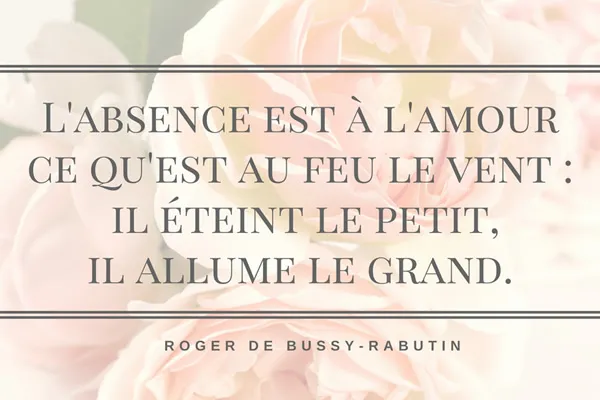 L'ABSENCE EST À L'AMOUR
CE QU'EST AU FEU LE VENT :
IL ÉTEINT LE PETIT,
IL ALLUME LE GRAND.
ROGER DE BUSSY-RABUTIN